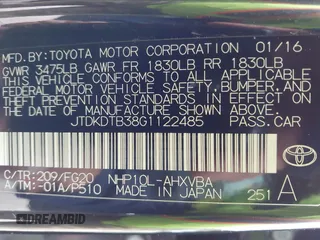 MFD. BY: TOYOTA MOTOR CORPORATION 01/16
GVWR 3475LB GAWR FR 1830LB RR 1830LB
THIS VEHICLE CONFORMS TO ALL APPLICABLE
FEDERAL MOTOR VEHICLE SAFETY, BUMPER, AND
THEFT PREVENTION STANDARDS IN EFFECT ON THE DATE OF
MANUFACTURE SHOWN ABOVE.
JTDKDTB38G1122485 PASS.CAR
C/TR:209/FG20 NHP10L-AHXVBA
A/TM:-01A/P510 MADE IN JAPAN 251 A
TOYOTA
209BID